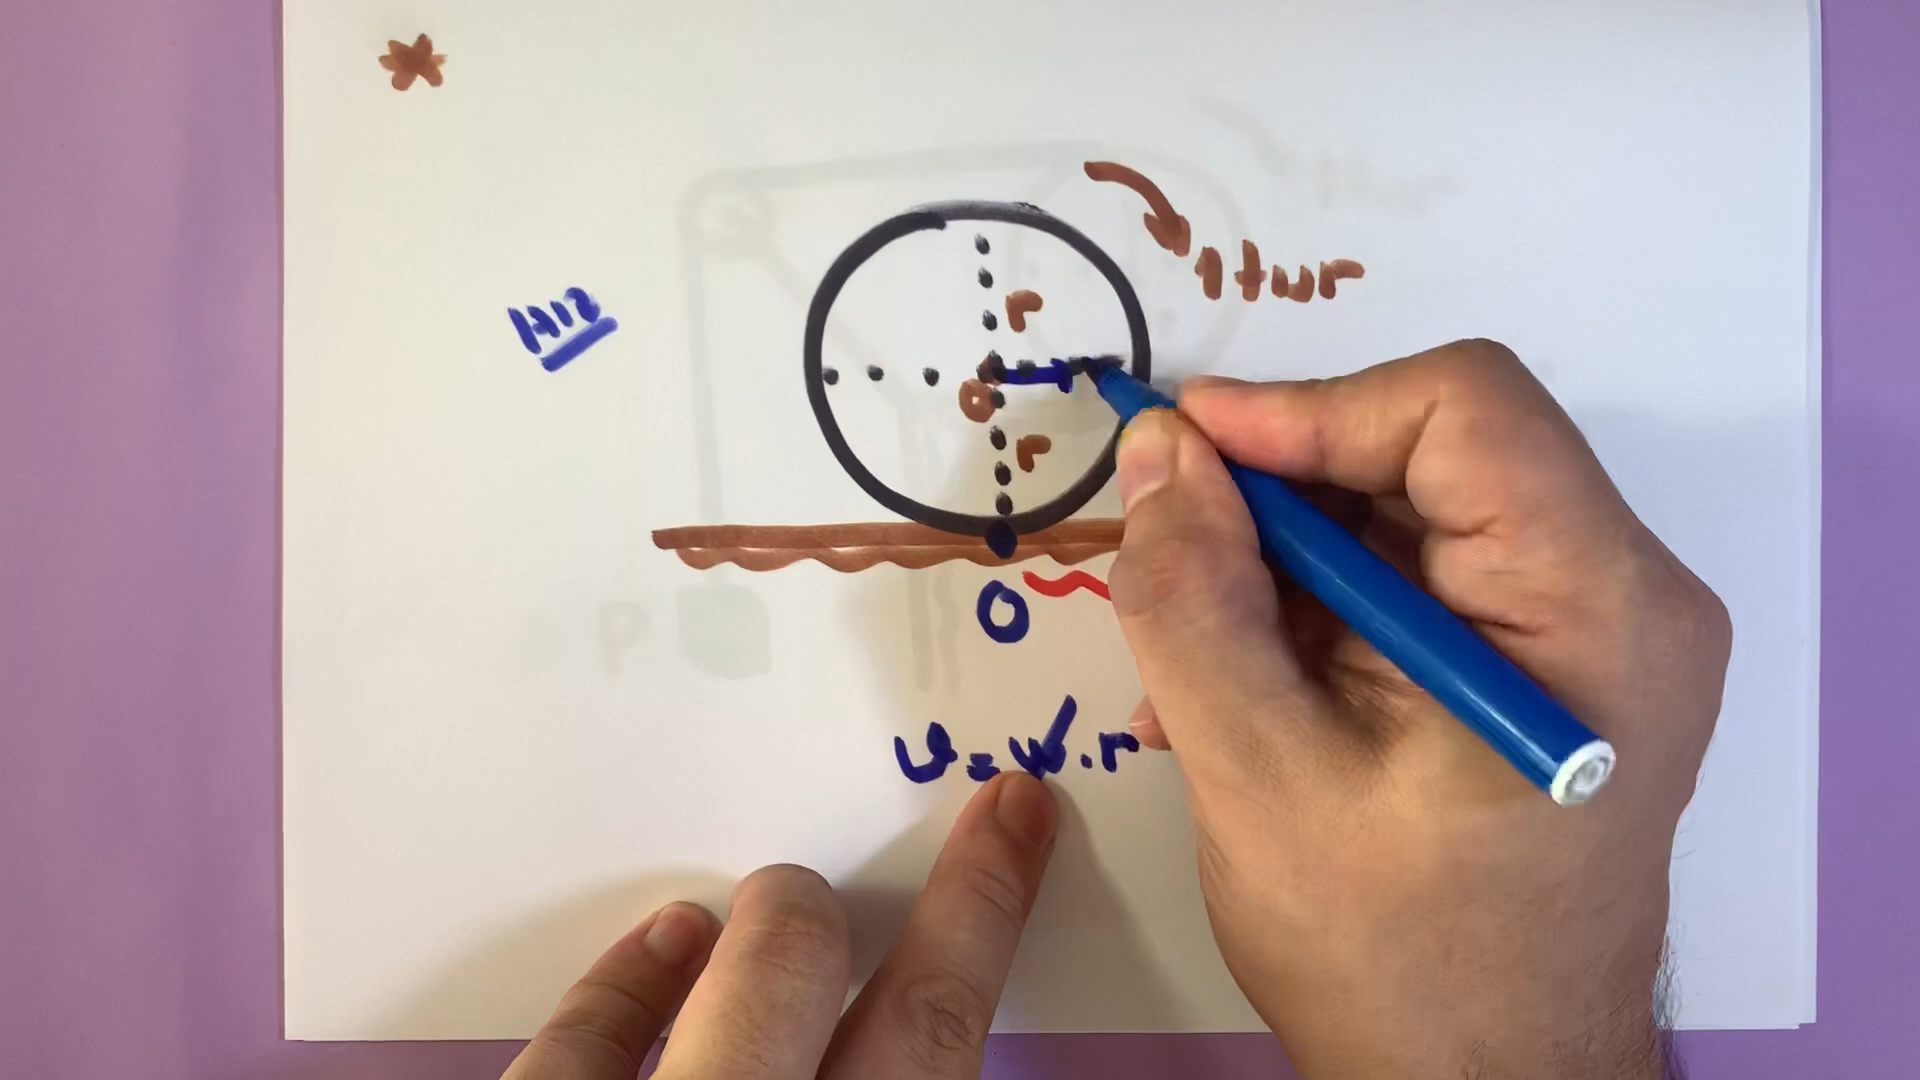 1 tur
Hız
r
O
r
O
v = w . r